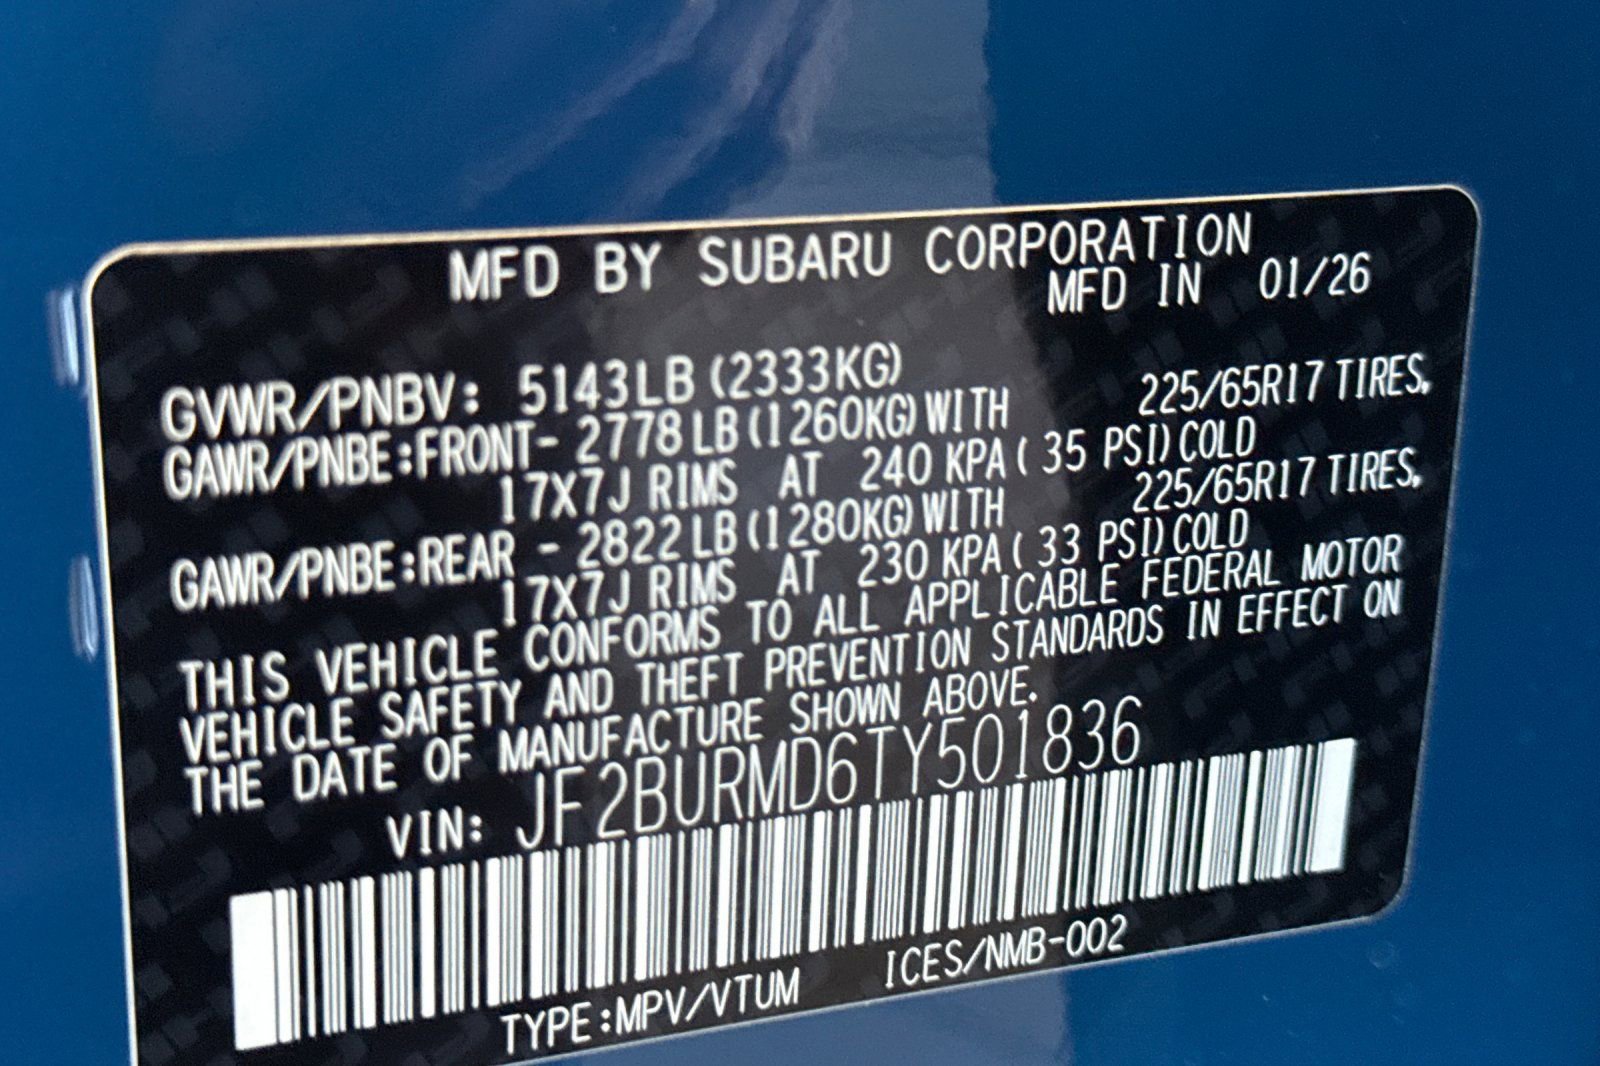 MFD BY SUBARU CORPORATION
MFD IN 01/26
GVWR/PNBV: 5143LB (2333KG)
GAWR/PNBE:FRONT- 2778LB (1260KG) WITH 225/65R17 TIRES,
17X7J RIMS AT 240 KPA ( 35 PSI) COLD
GAWR/PNBE:REAR - 2822LB (1280KG) WITH 225/65R17 TIRES,
17X7J RIMS AT 230 KPA ( 33 PSI) COLD
THIS VEHICLE CONFORMS TO ALL APPLICABLE FEDERAL MOTOR
VEHICLE SAFETY AND THEFT PREVENTION STANDARDS IN EFFECT ON
THE DATE OF MANUFACTURE SHOWN ABOVE.
VIN: JF2BURMD6TY501836
TYPE:MPV/VTUM ICES/NMB-002